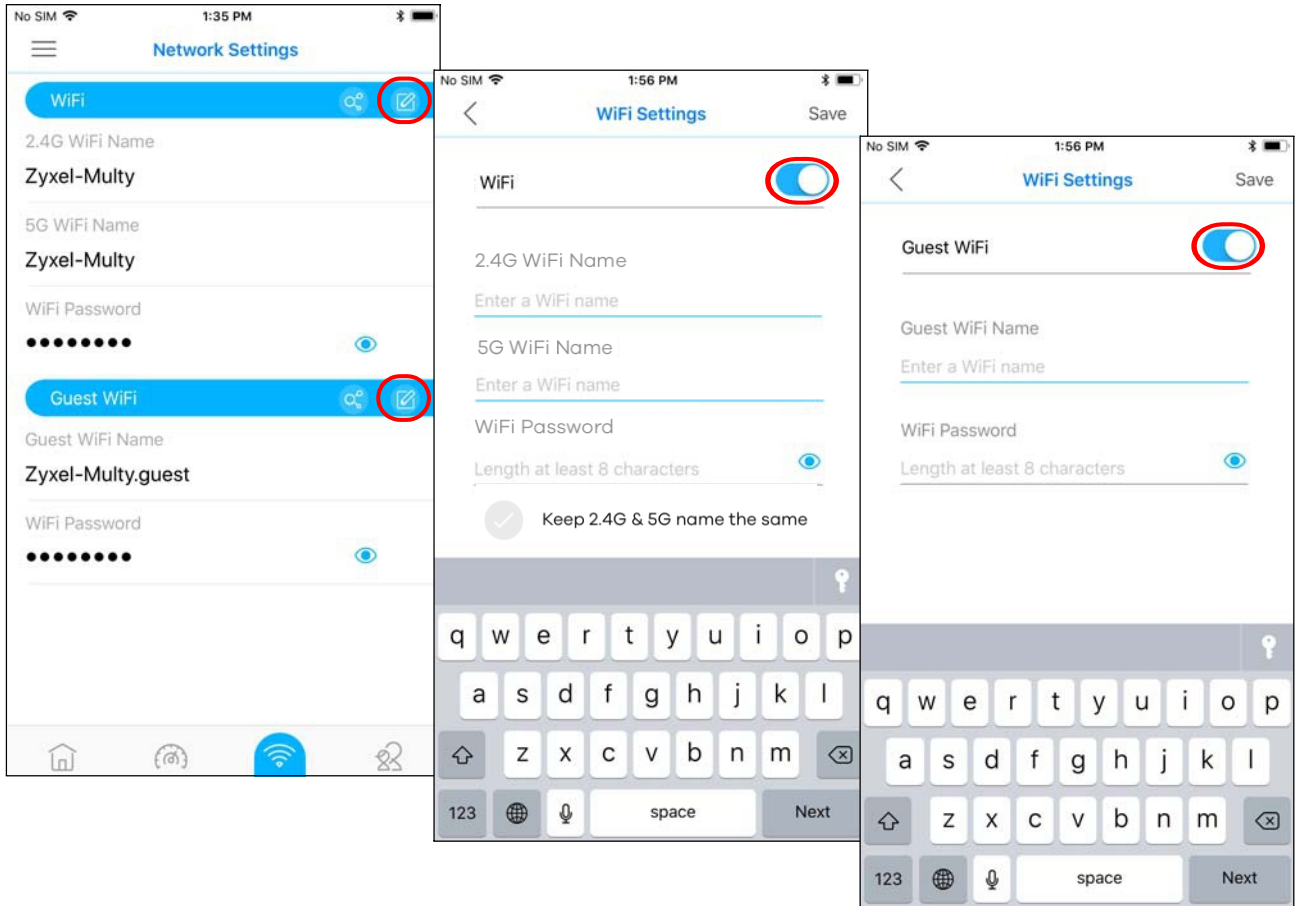 No SIM 1:35 PM
Network Settings
WiFi
2.4G WiFi Name
Zyxel-Multy
5G WiFi Name
Zyxel-Multy
WiFi Password
••••••••
Guest WiFi
Guest WiFi Name
Zyxel-Multy.guest
WiFi Password
••••••••
No SIM 1:56 PM
WiFi Settings Save
WiFi
2.4G WiFi Name
Enter a WiFi name
5G WiFi Name
Enter a WiFi name
WiFi Password
Length at least 8 characters
Keep 2.4G & 5G name the same
q w e r t y u i o p
a s d f g h j k l
z x c v b n m
123 space Next
No SIM 1:56 PM
WiFi Settings Save
Guest WiFi
Guest WiFi Name
Enter a WiFi name
WiFi Password
Length at least 8 characters
q w e r t y u i o p
a s d f g h j k l
z x c v b n m
123 space Next